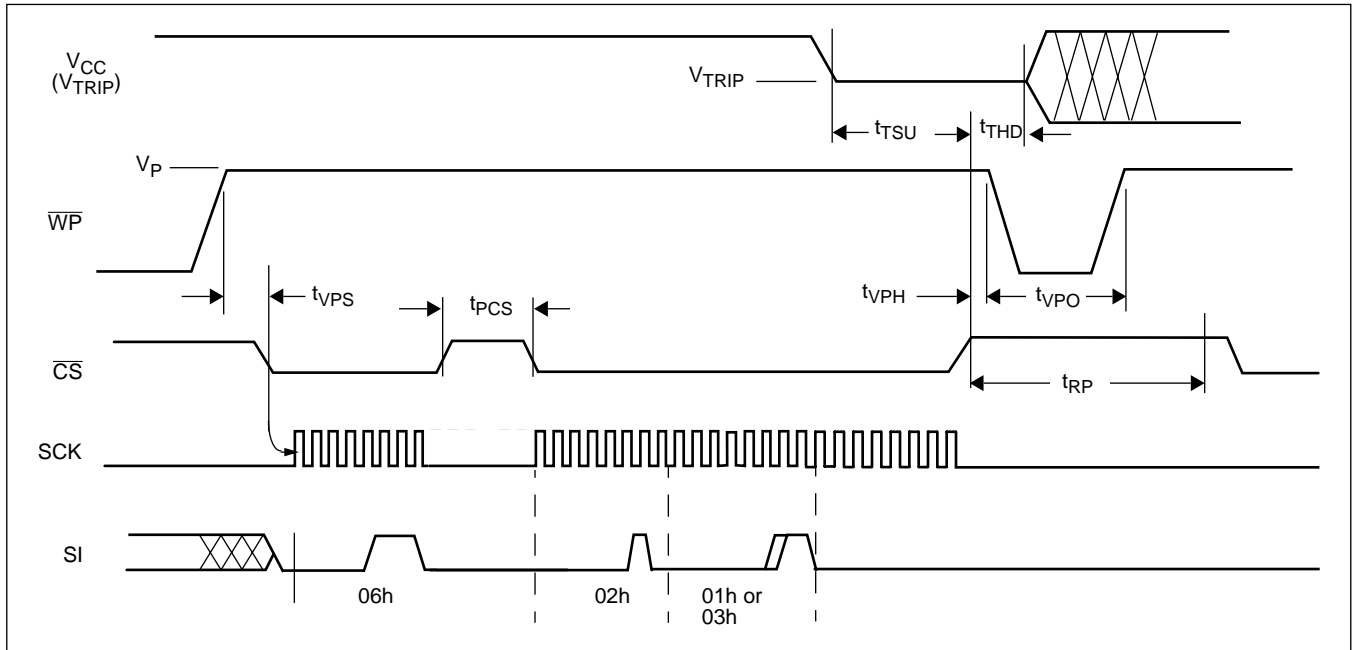 VCC
(VTRIP)
VTRIP
tTSU
tTHD
VP
WP
tVPS
tPCS
tVPH
tVPO
CS
tRP
SCK
SI
06h
02h
01h or
03h